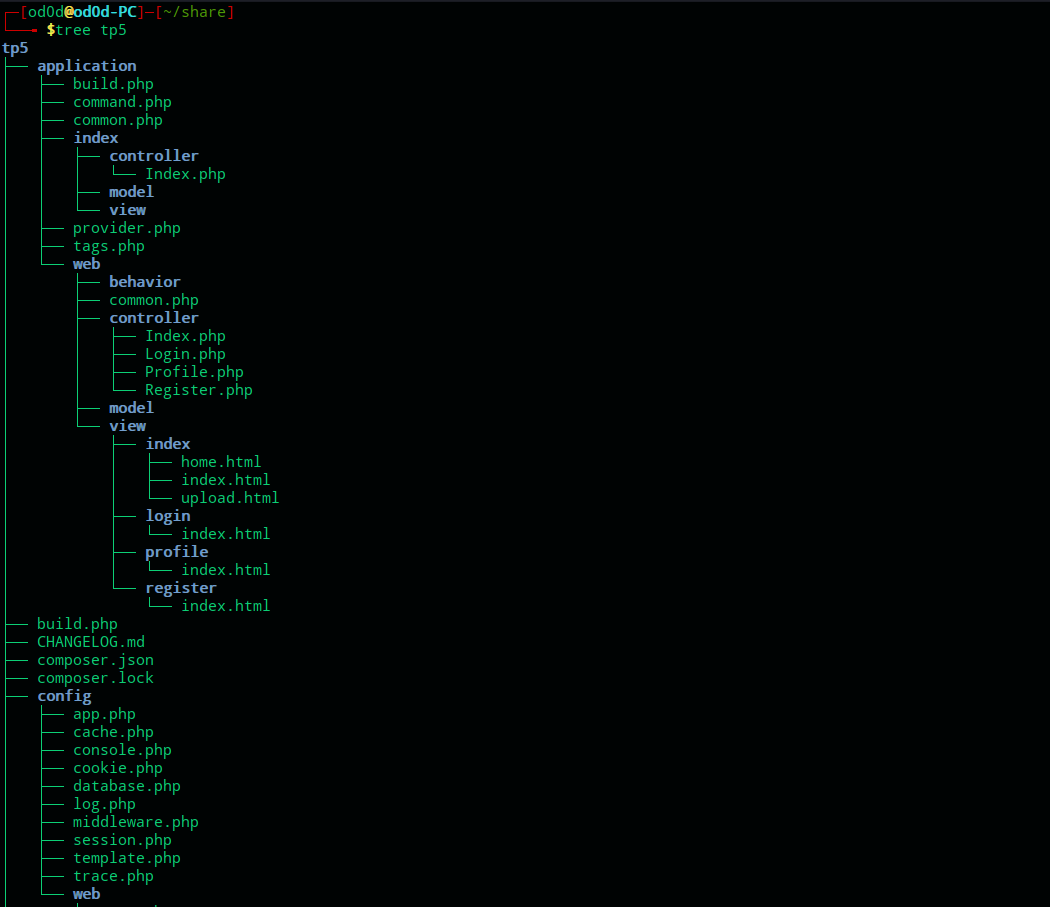 ┌─[od0d@od0d-PC]─[~/share]
└──╼ $tree tp5
tp5
├── application
│   ├── build.php
│   ├── command.php
│   ├── common.php
│   ├── index
│   │   ├── controller
│   │   │   └── Index.php
│   │   ├── model
│   │   └── view
│   ├── provider.php
│   ├── tags.php
│   └── web
│       ├── behavior
│       ├── common.php
│       ├── controller
│       │   ├── Index.php
│       │   ├── Login.php
│       │   ├── Profile.php
│       │   └── Register.php
│       ├── model
│       └── view
│           ├── index
│           │   ├── home.html
│           │   ├── index.html
│           │   └── upload.html
│           ├── login
│           │   └── index.html
│           ├── profile
│           │   └── index.html
│           └── register
│               └── index.html
├── build.php
├── CHANGELOG.md
├── composer.json
├── composer.lock
├── config
│   ├── app.php
│   ├── cache.php
│   ├── console.php
│   ├── cookie.php
│   ├── database.php
│   ├── log.php
│   ├── middleware.php
│   ├── session.php
│   ├── template.php
│   ├── trace.php
│   └── web